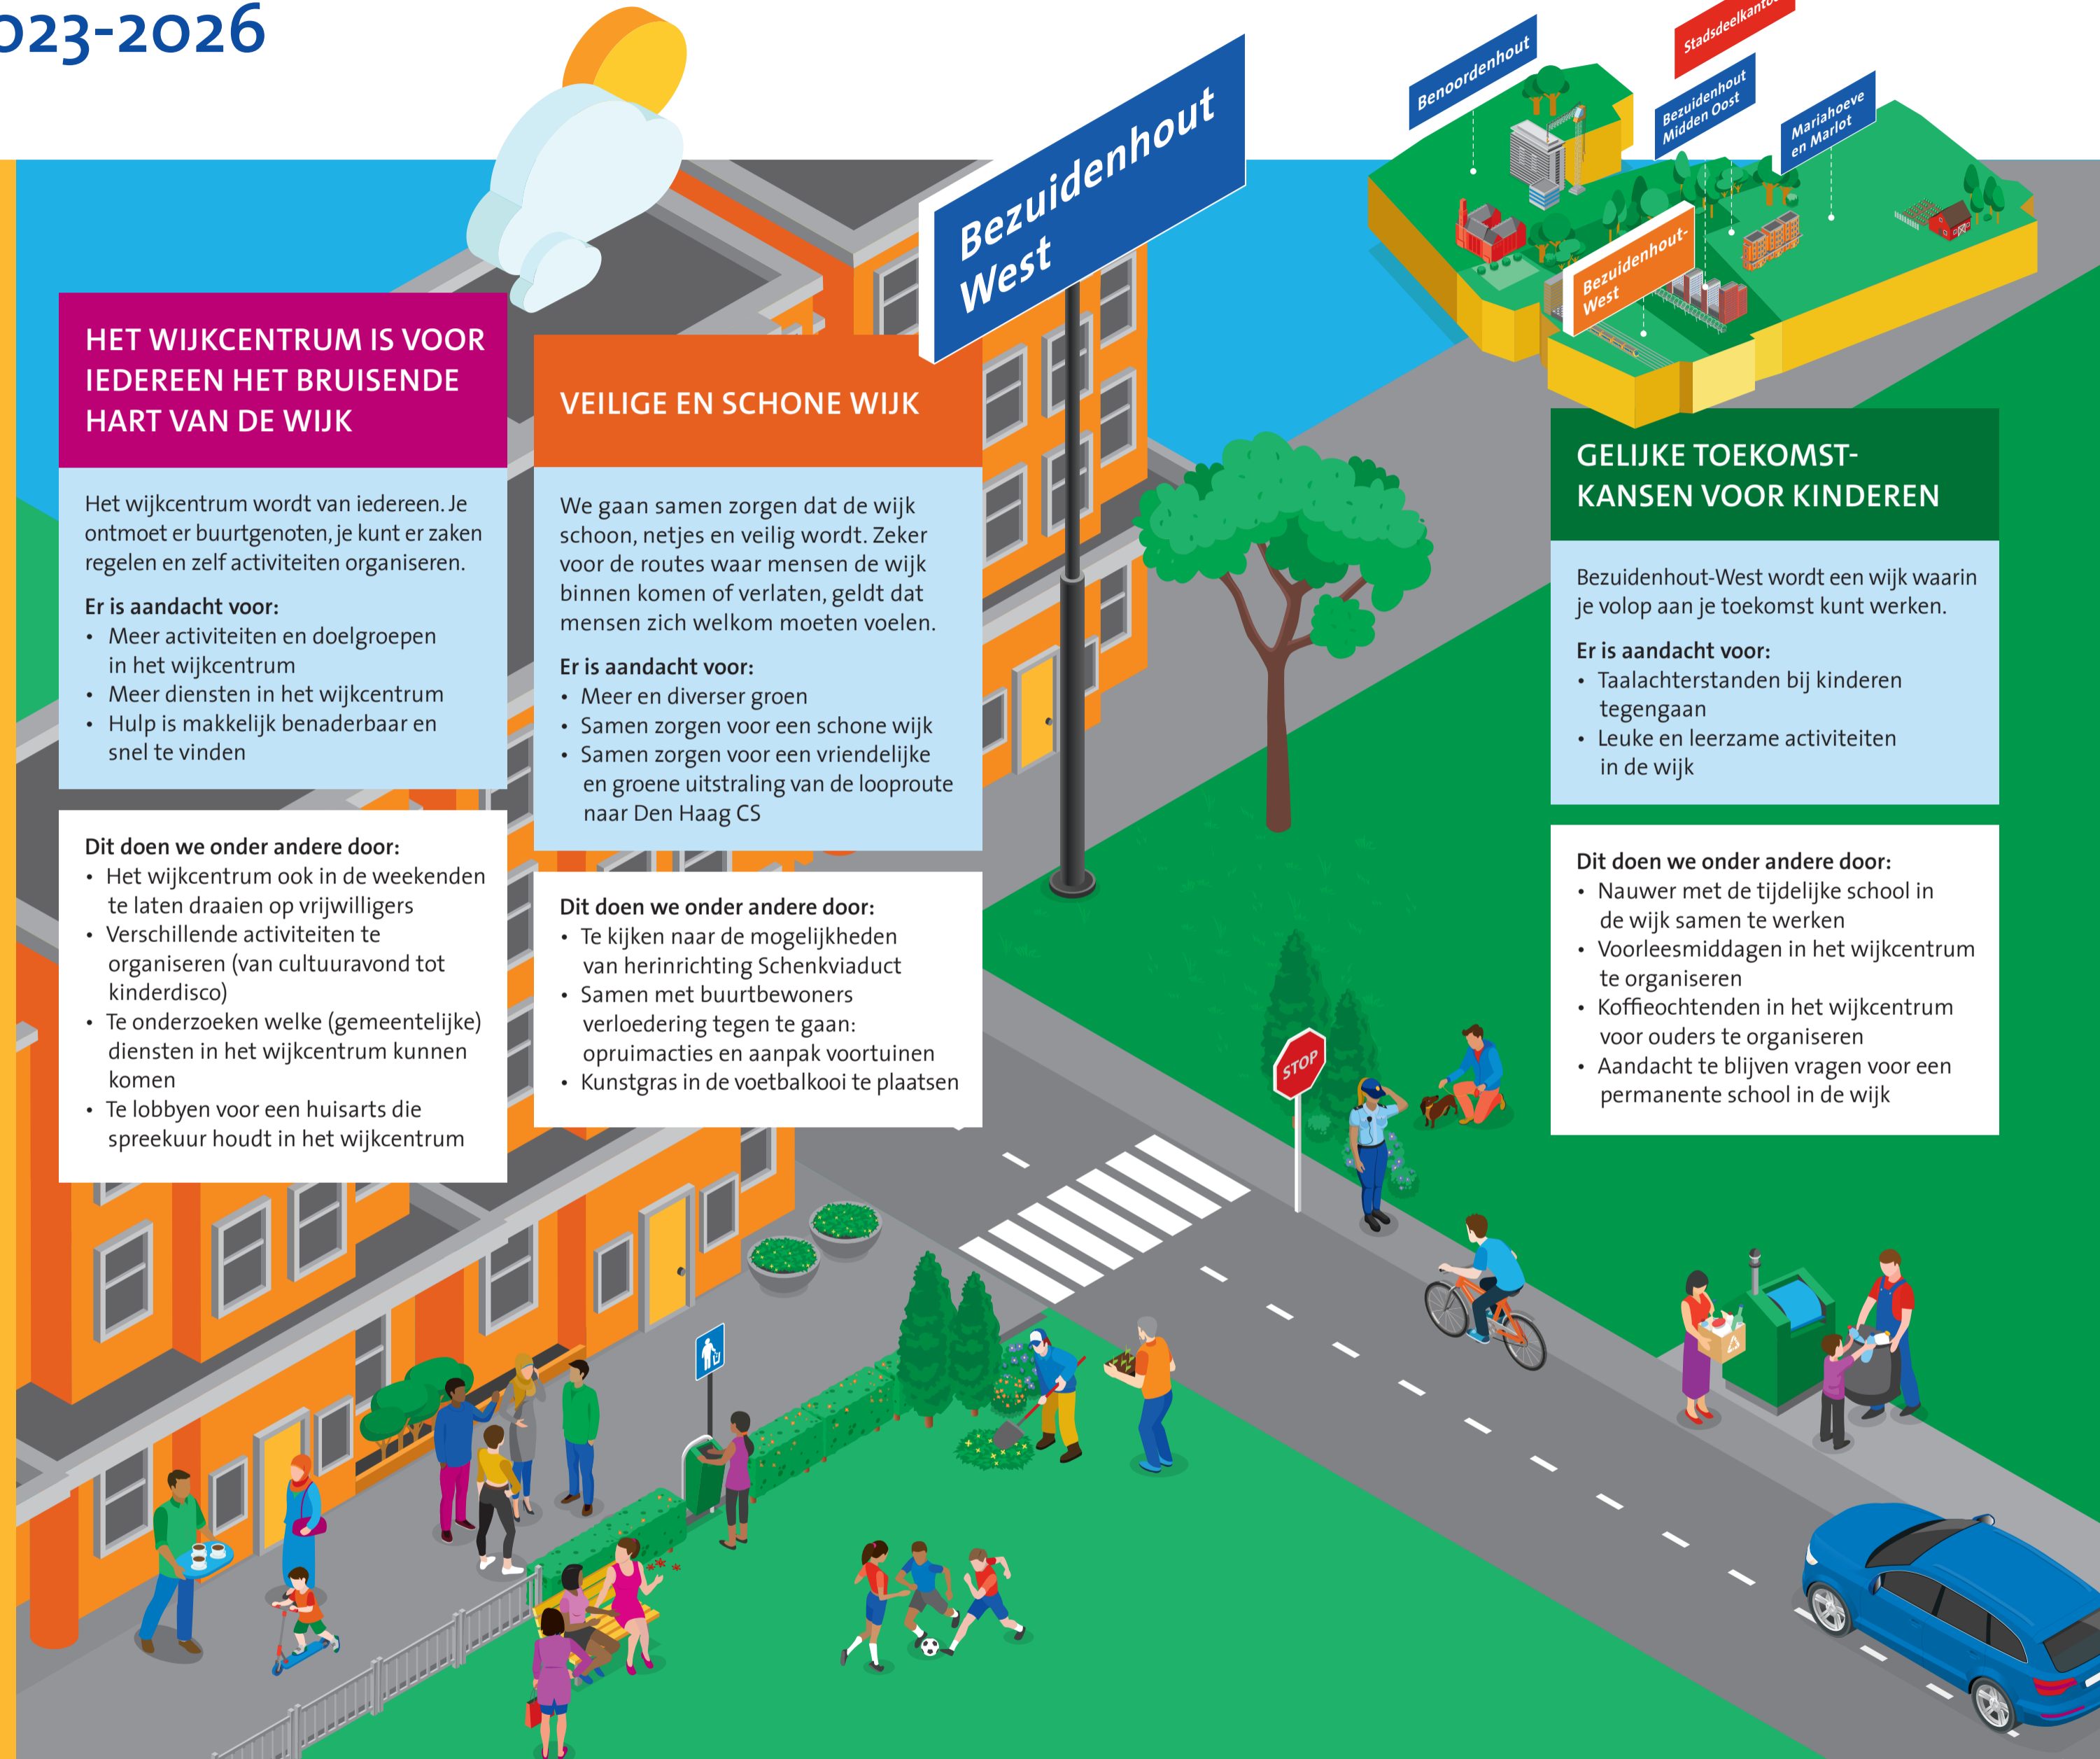 023-2026
Benoordenhout
Stadsdeelkantoo
Bezuidenhout
Midden Oost
Mariahoeve
en Marlot
Bezuidenhout-
West
Bezuidenhout
West
HET WIJKCENTRUM IS VOOR
IEDEREEN HET BRUISENDE
HART VAN DE WIJK
Het wijkcentrum wordt van iedereen. Je
ontmoet er buurtgenoten, je kunt er zaken
regelen en zelf activiteiten organiseren.
Er is aandacht voor:
• Meer activiteiten en doelgroepen
in het wijkcentrum
• Meer diensten in het wijkcentrum
• Hulp is makkelijk benaderbaar en
snel te vinden
Dit doen we onder andere door:
• Het wijkcentrum ook in de weekenden
te laten draaien op vrijwilligers
• Verschillende activiteiten te
organiseren (van cultuuravond tot
kinderdisco)
• Te onderzoeken welke (gemeentelijke)
diensten in het wijkcentrum kunnen
komen
• Te lobbyen voor een huisarts die
spreekuur houdt in het wijkcentrum
VEILIGE EN SCHONE WIJK
We gaan samen zorgen dat de wijk
schoon, netjes en veilig wordt. Zeker
voor de routes waar mensen de wijk
binnen komen of verlaten, geldt dat
mensen zich welkom moeten voelen.
Er is aandacht voor:
• Meer en diverser groen
• Samen zorgen voor een schone wijk
• Samen zorgen voor een vriendelijke
en groene uitstraling van de looproute
naar Den Haag CS
Dit doen we onder andere door:
• Te kijken naar de mogelijkheden
van herinrichting Schenkviaduct
• Samen met buurtbewoners
verloedering tegen te gaan:
opruimacties en aanpak voortuinen
• Kunstgras in de voetbalkooi te plaatsen
GELIJKE TOEKOMST-
KANSEN VOOR KINDEREN
Bezuidenhout-West wordt een wijk waarin
je volop aan je toekomst kunt werken.
Er is aandacht voor:
• Taalachterstanden bij kinderen
tegengaan
• Leuke en leerzame activiteiten
in de wijk
Dit doen we onder andere door:
• Nauwer met de tijdelijke school in
de wijk samen te werken
• Voorleesmiddagen in het wijkcentrum
te organiseren
• Koffieochtenden in het wijkcentrum
voor ouders te organiseren
• Aandacht te blijven vragen voor een
permanente school in de wijk
STOP